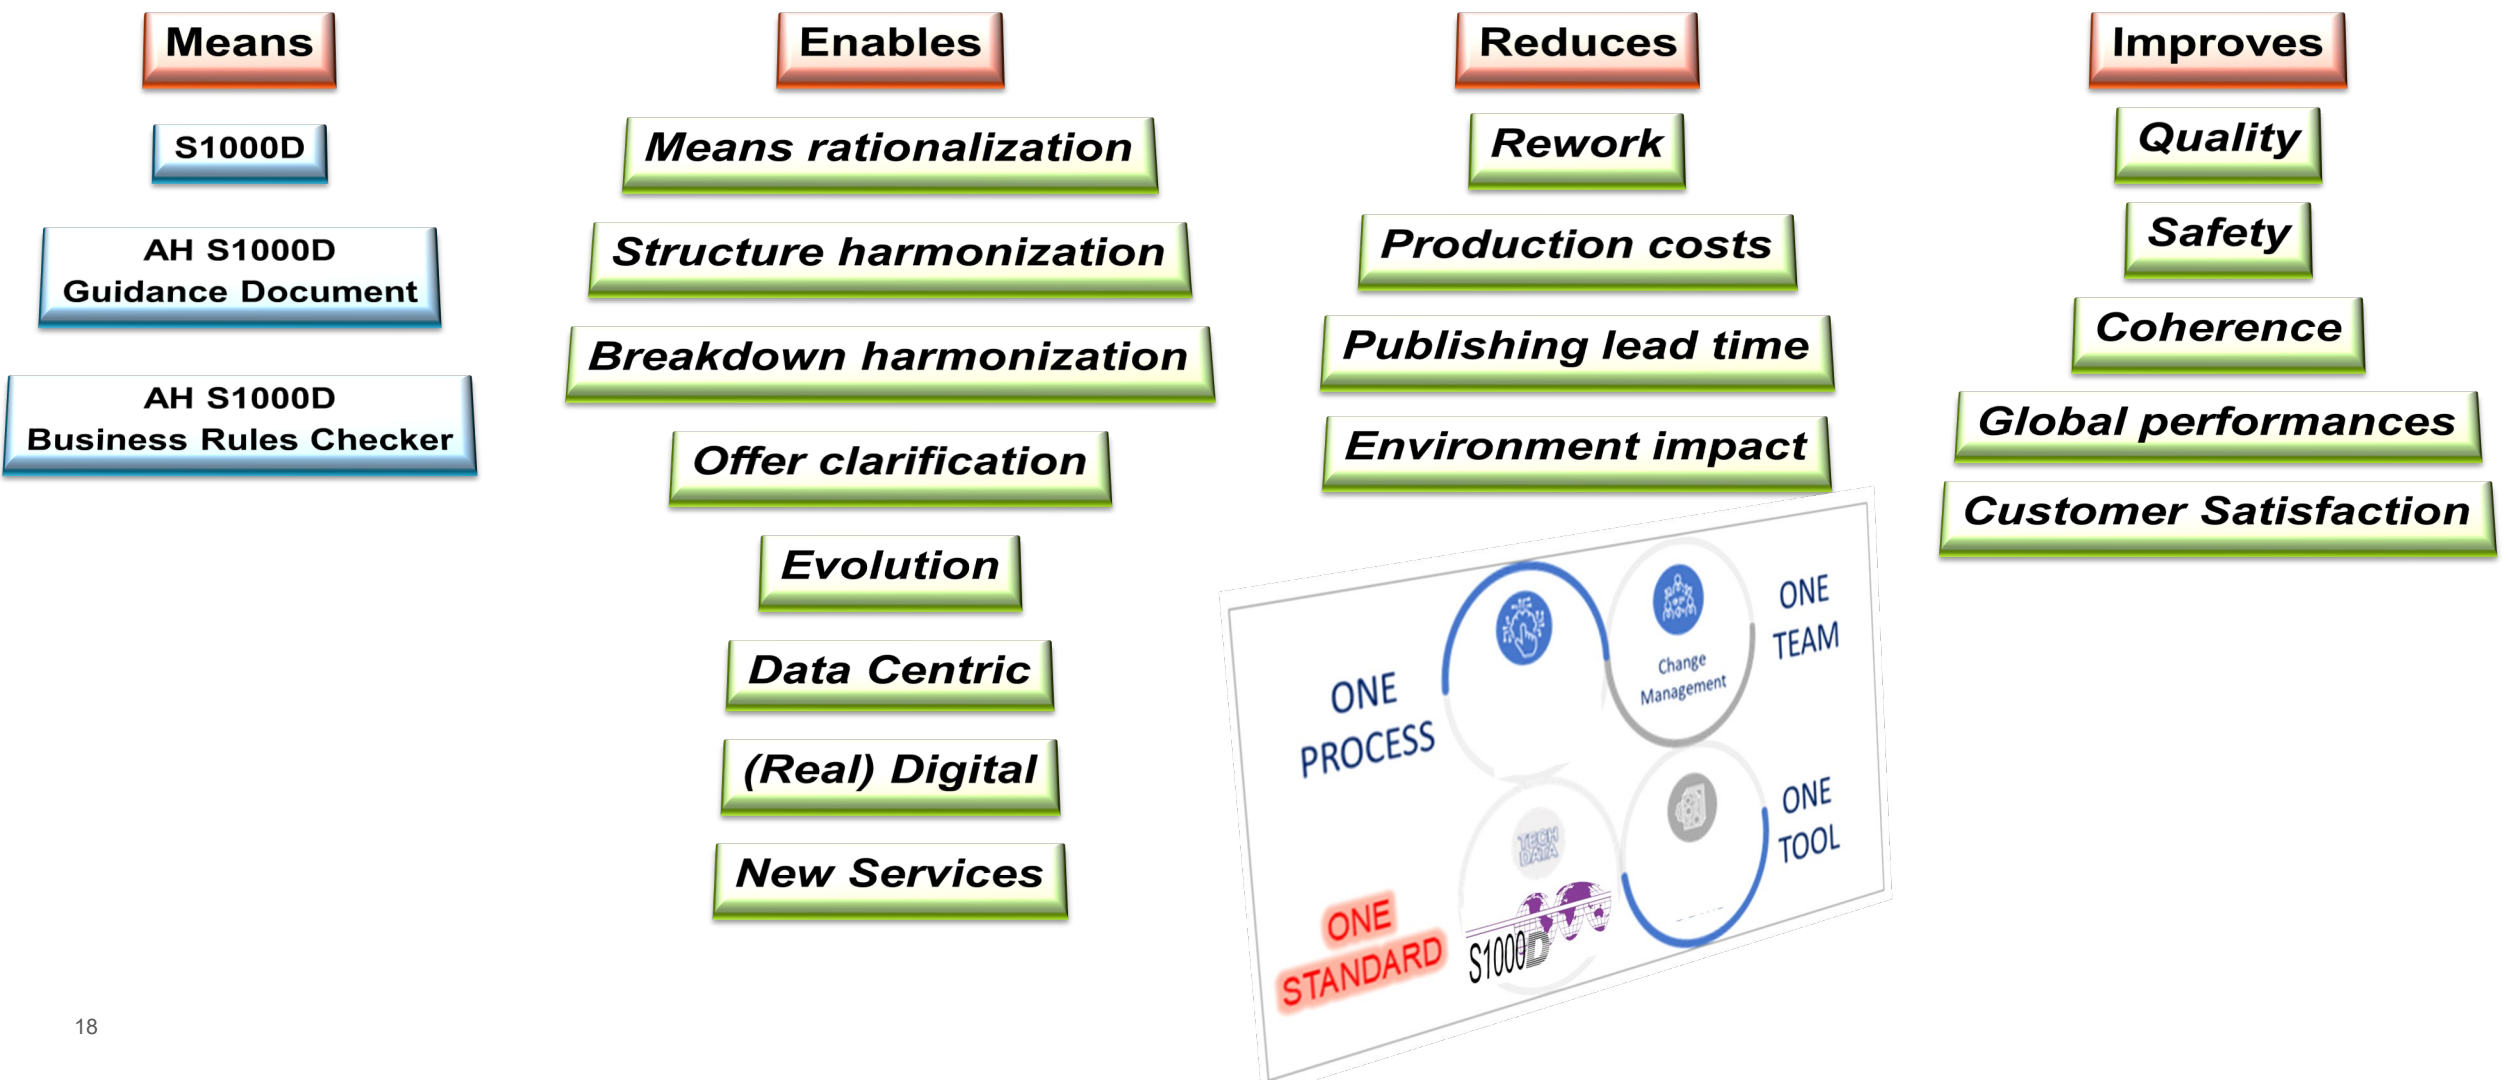 Means
S1000D
AH S1000D
Guidance Document
AH S1000D
Business Rules Checker
Enables
Means rationalization
Structure harmonization
Breakdown harmonization
Offer clarification
Evolution
Data Centric
(Real) Digital
New Services
Reduces
Rework
Production costs
Publishing lead time
Environment impact
Improves
Quality
Safety
Coherence
Global performances
Customer Satisfaction
ONE
PROCESS
Change
Management
ONE
TEAM
TECH
DATA
ONE
TOOL
ONE
STANDARD
S1000D
18